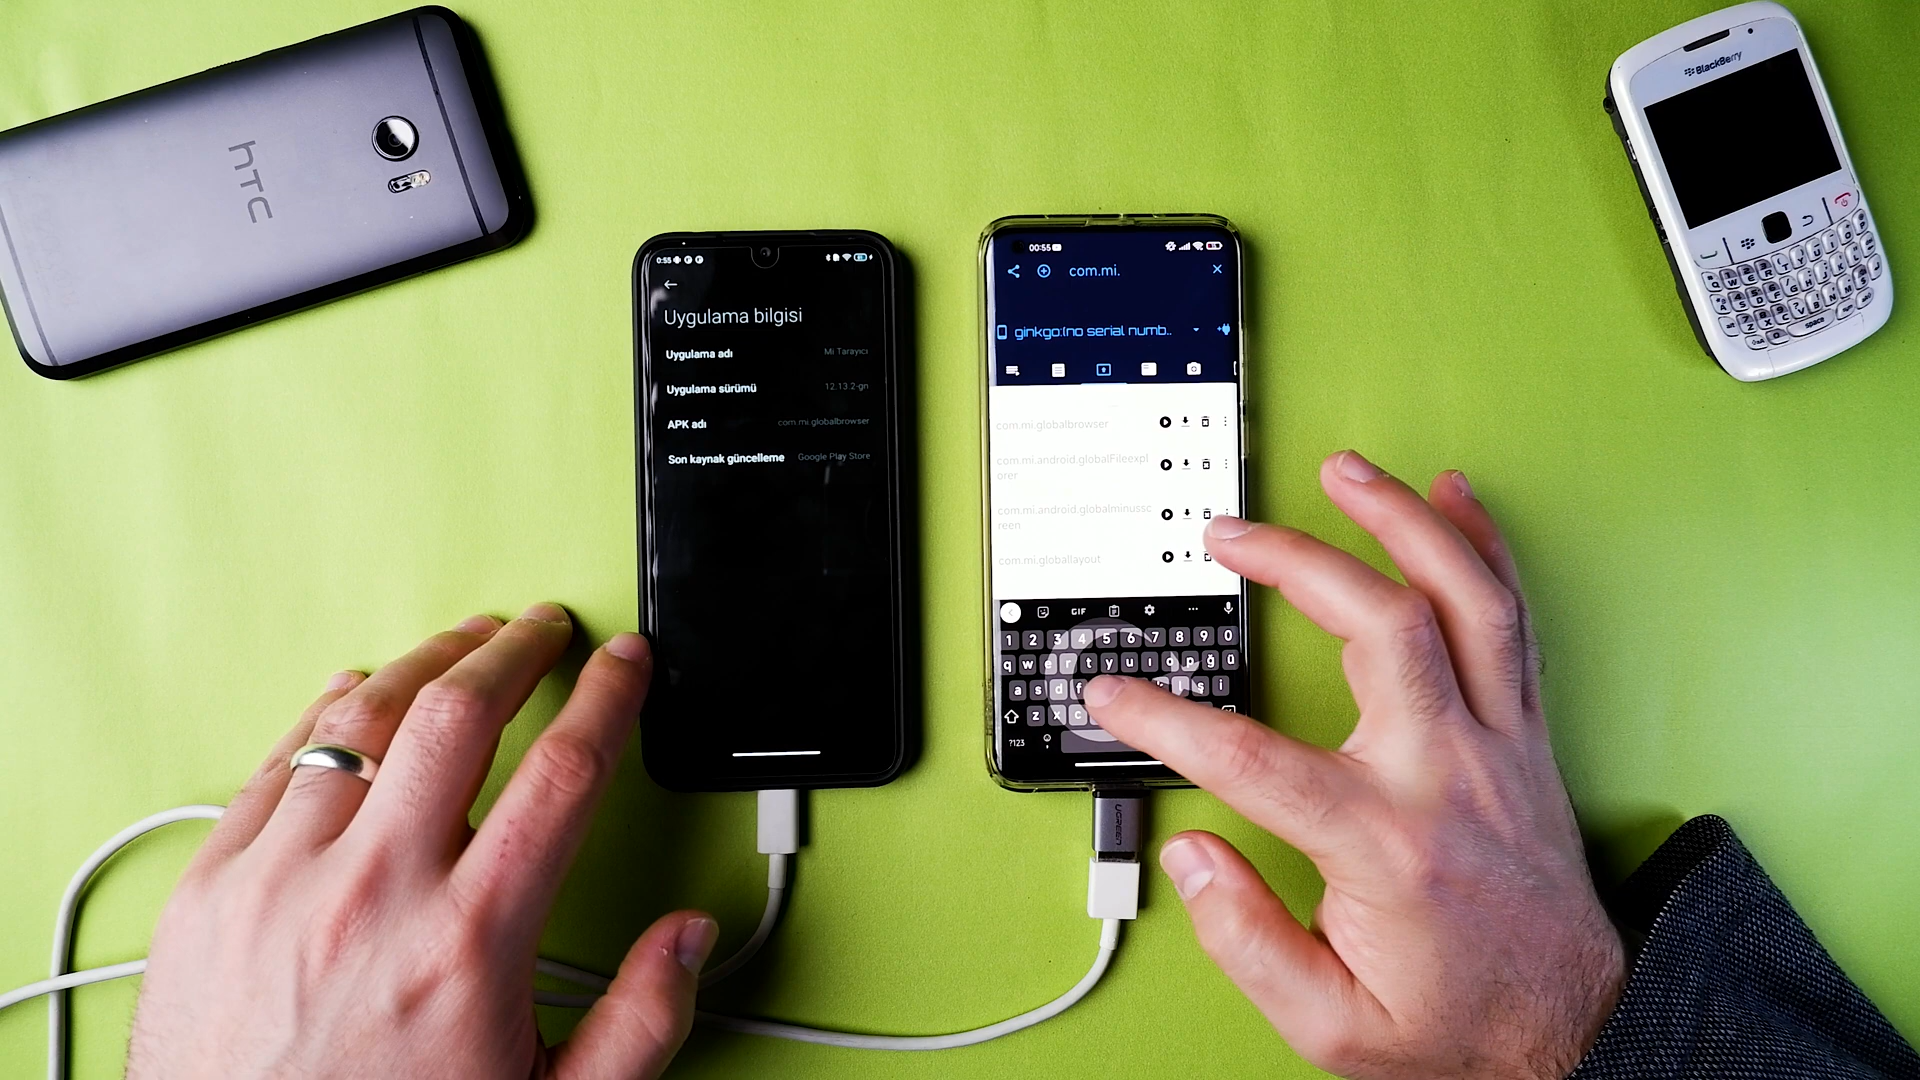 hTC
BlackBerry
space
0:55
Uygulama bilgisi
Uygulama adı
Mi Tarayıcı
Uygulama sürümü
12.13.2-gn
APK adı
com.mi.globalbrowser
Son kaynak güncelleme
Google Play Store
00:55
com.mi.
ginkgo:(no serial numb..
com.mi.globalbrowser
com.mi.android.globalFileexpl
orer
com.mi.android.globalminussc
reen
com.mi.globallayout
GIF
1 2 3 4 5 6 7 8 9 0
q w e r t y u ı o p ğ ü
a s d f k l ş i
z x c
?123
UGREEN